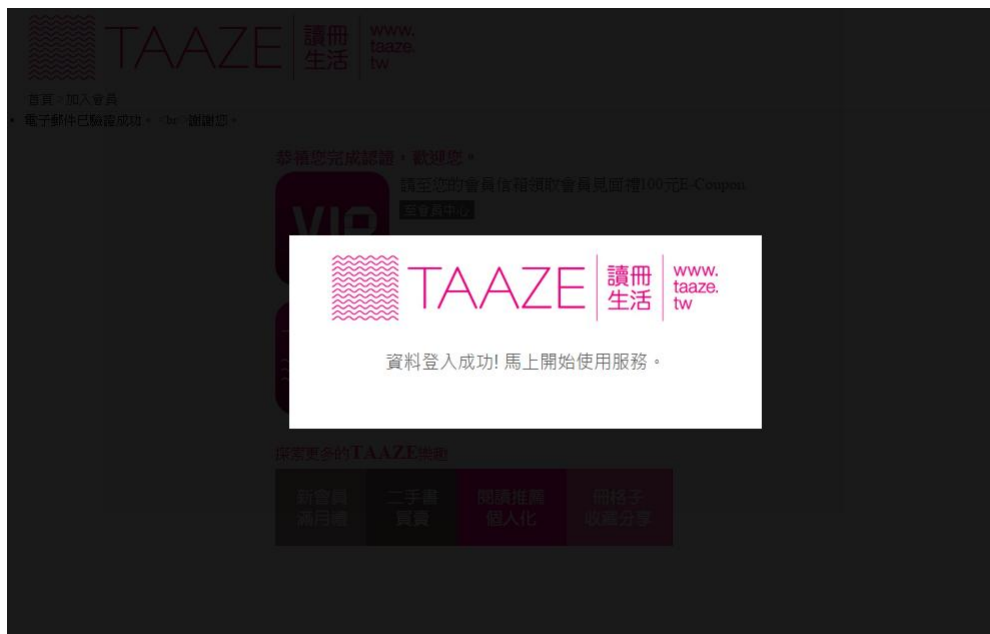 TAAZE 讀冊生活 www.taaze.tw
首頁>加入會員
電子郵件已驗證成功。<br>謝謝您。
恭禧您完成認證，歡迎您。
請至您的會員信箱領取會員見面禮100元E-Coupon
至會員中心
VIP
TAAZE 讀冊生活 www.taaze.tw
資料登入成功! 馬上開始使用服務。
探索更多的TAAZE樂趣
新會員
滿月禮
二手書
買賣
閱讀推薦
個人化
冊格子
收藏分享